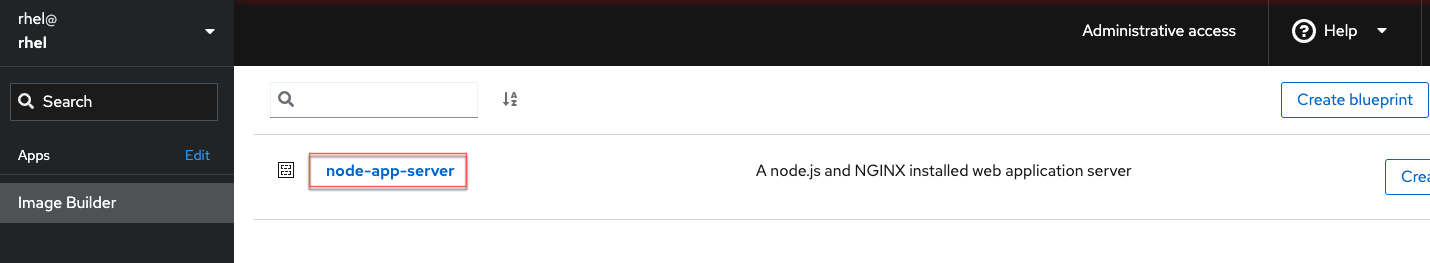 rhel@
rhel
Administrative access
Help
Search
Create blueprint
Apps
Edit
node-app-server
A node.js and NGINX installed web application server
Image Builder